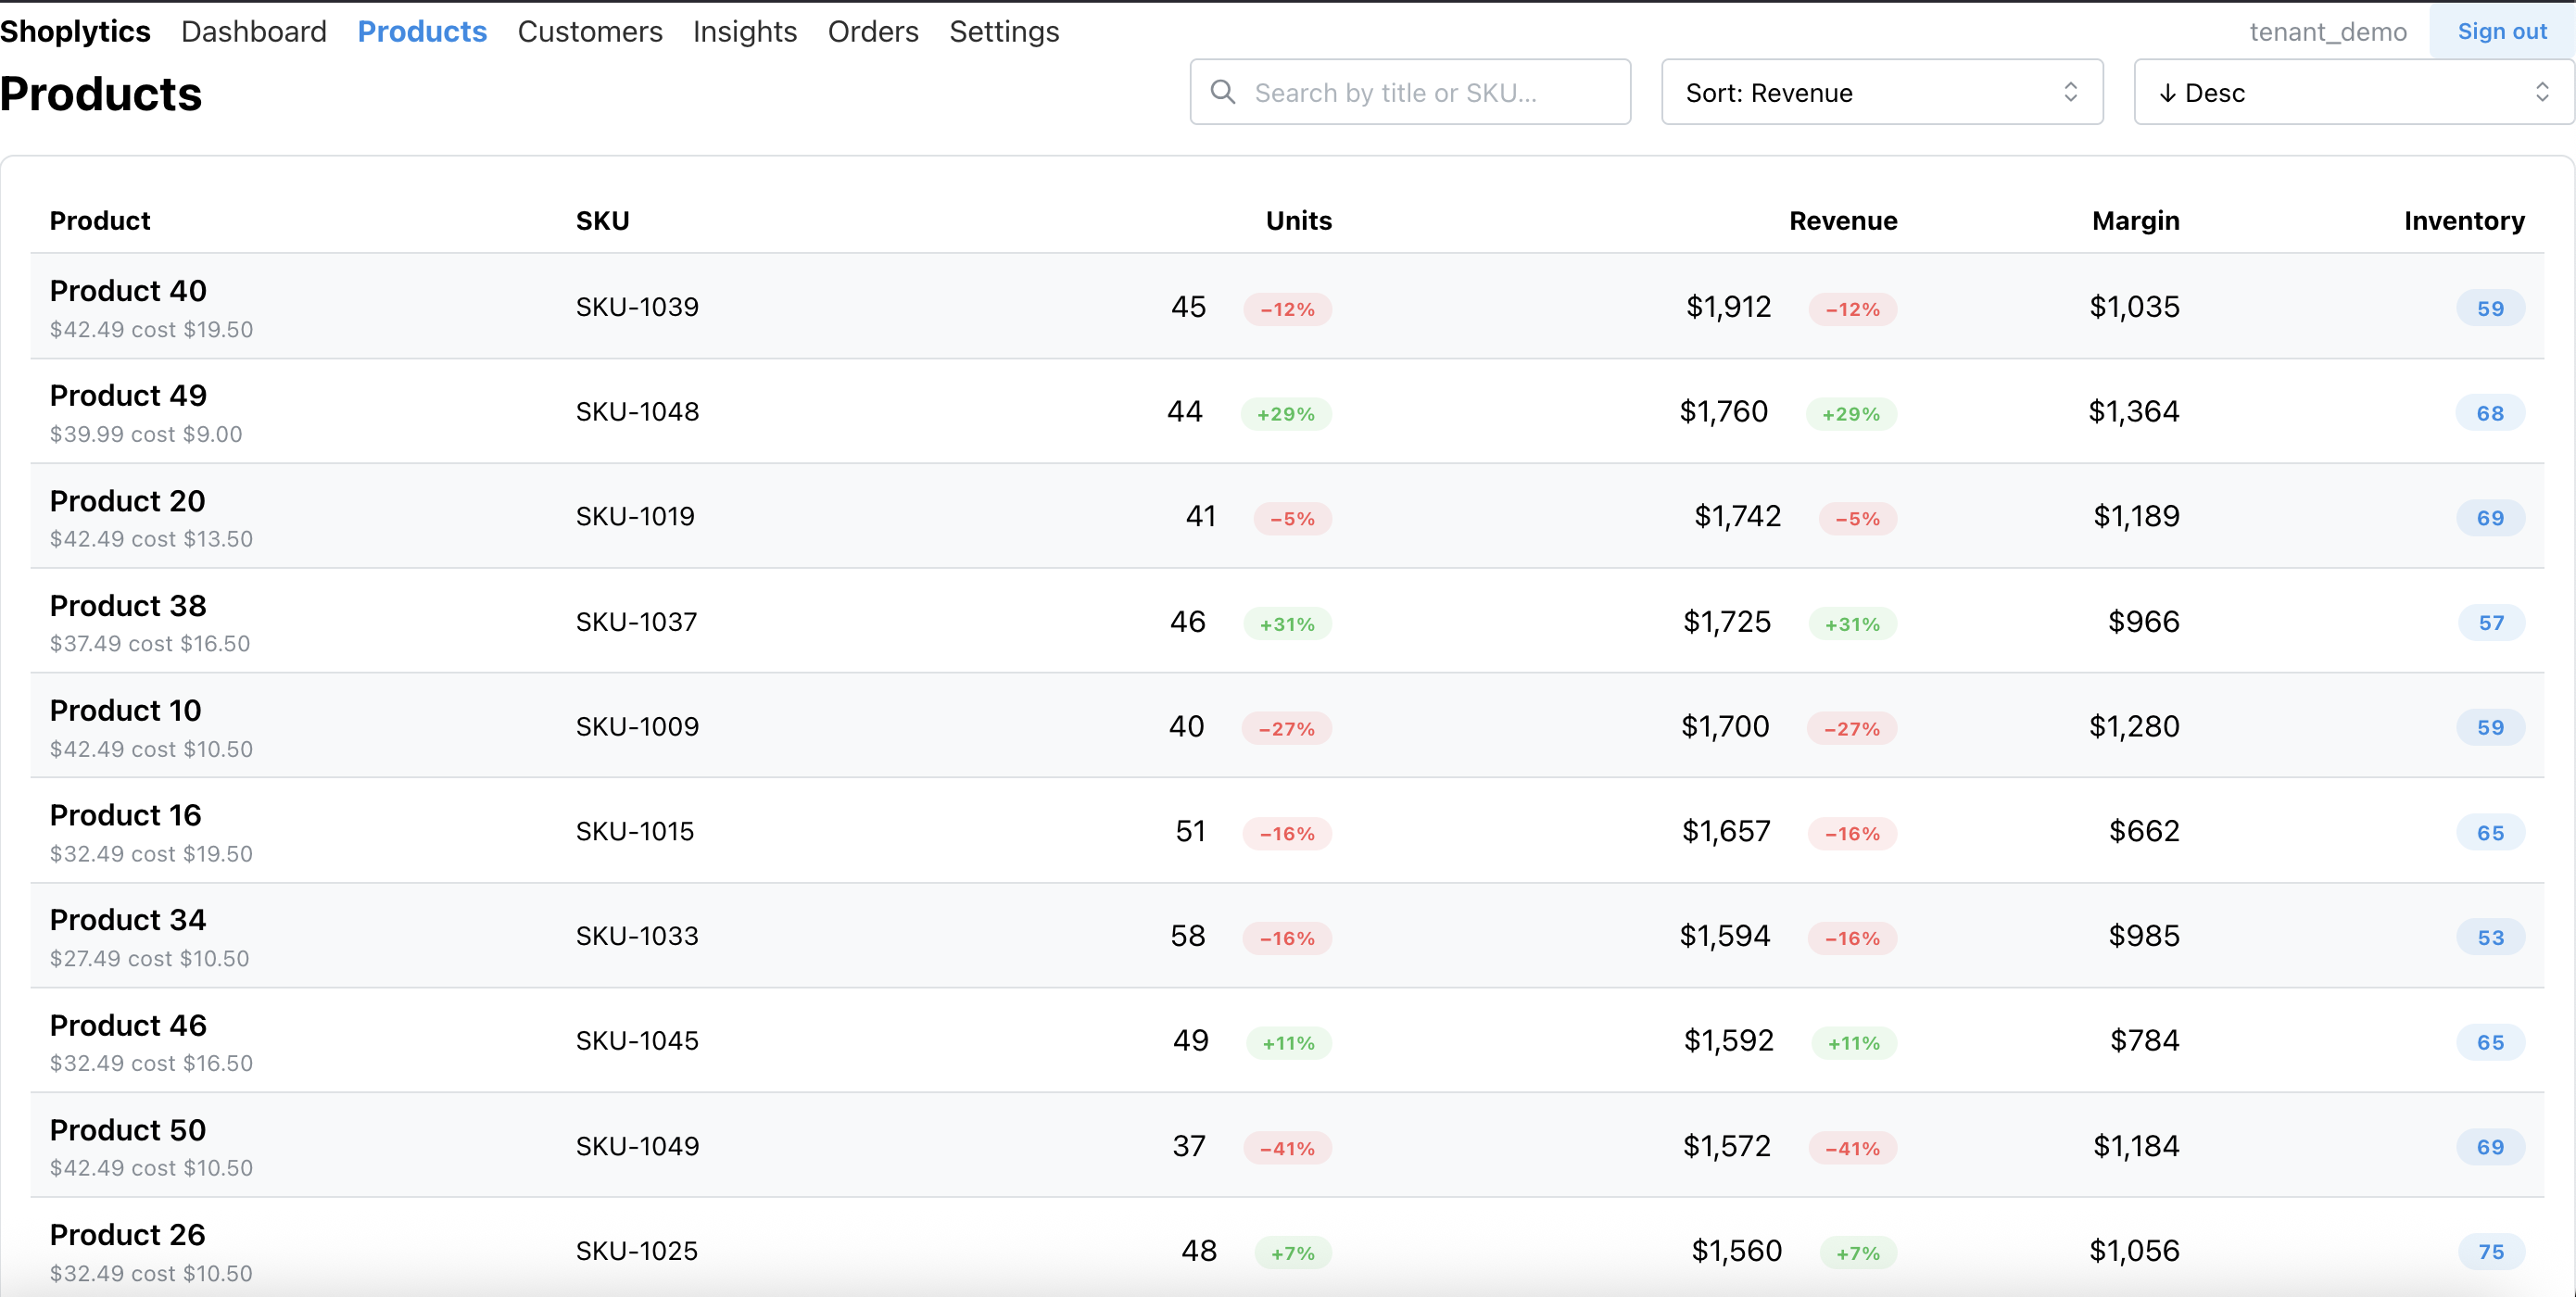 Shoplytics Dashboard Products Customers Insights Orders Settings tenant_demo Sign out
Products Search by title or SKU... Sort: Revenue ↓ Desc
Product SKU Units Revenue Margin Inventory
Product 40 SKU-1039 45 −12% $1,912 −12% $1,035 59
$42.49 cost $19.50
Product 49 SKU-1048 44 +29% $1,760 +29% $1,364 68
$39.99 cost $9.00
Product 20 SKU-1019 41 −5% $1,742 −5% $1,189 69
$42.49 cost $13.50
Product 38 SKU-1037 46 +31% $1,725 +31% $966 57
$37.49 cost $16.50
Product 10 SKU-1009 40 −27% $1,700 −27% $1,280 59
$42.49 cost $10.50
Product 16 SKU-1015 51 −16% $1,657 −16% $662 65
$32.49 cost $19.50
Product 34 SKU-1033 58 −16% $1,594 −16% $985 53
$27.49 cost $10.50
Product 46 SKU-1045 49 +11% $1,592 +11% $784 65
$32.49 cost $16.50
Product 50 SKU-1049 37 −41% $1,572 −41% $1,184 69
$42.49 cost $10.50
Product 26 SKU-1025 48 +7% $1,560 +7% $1,056 75
$32.49 cost $10.50